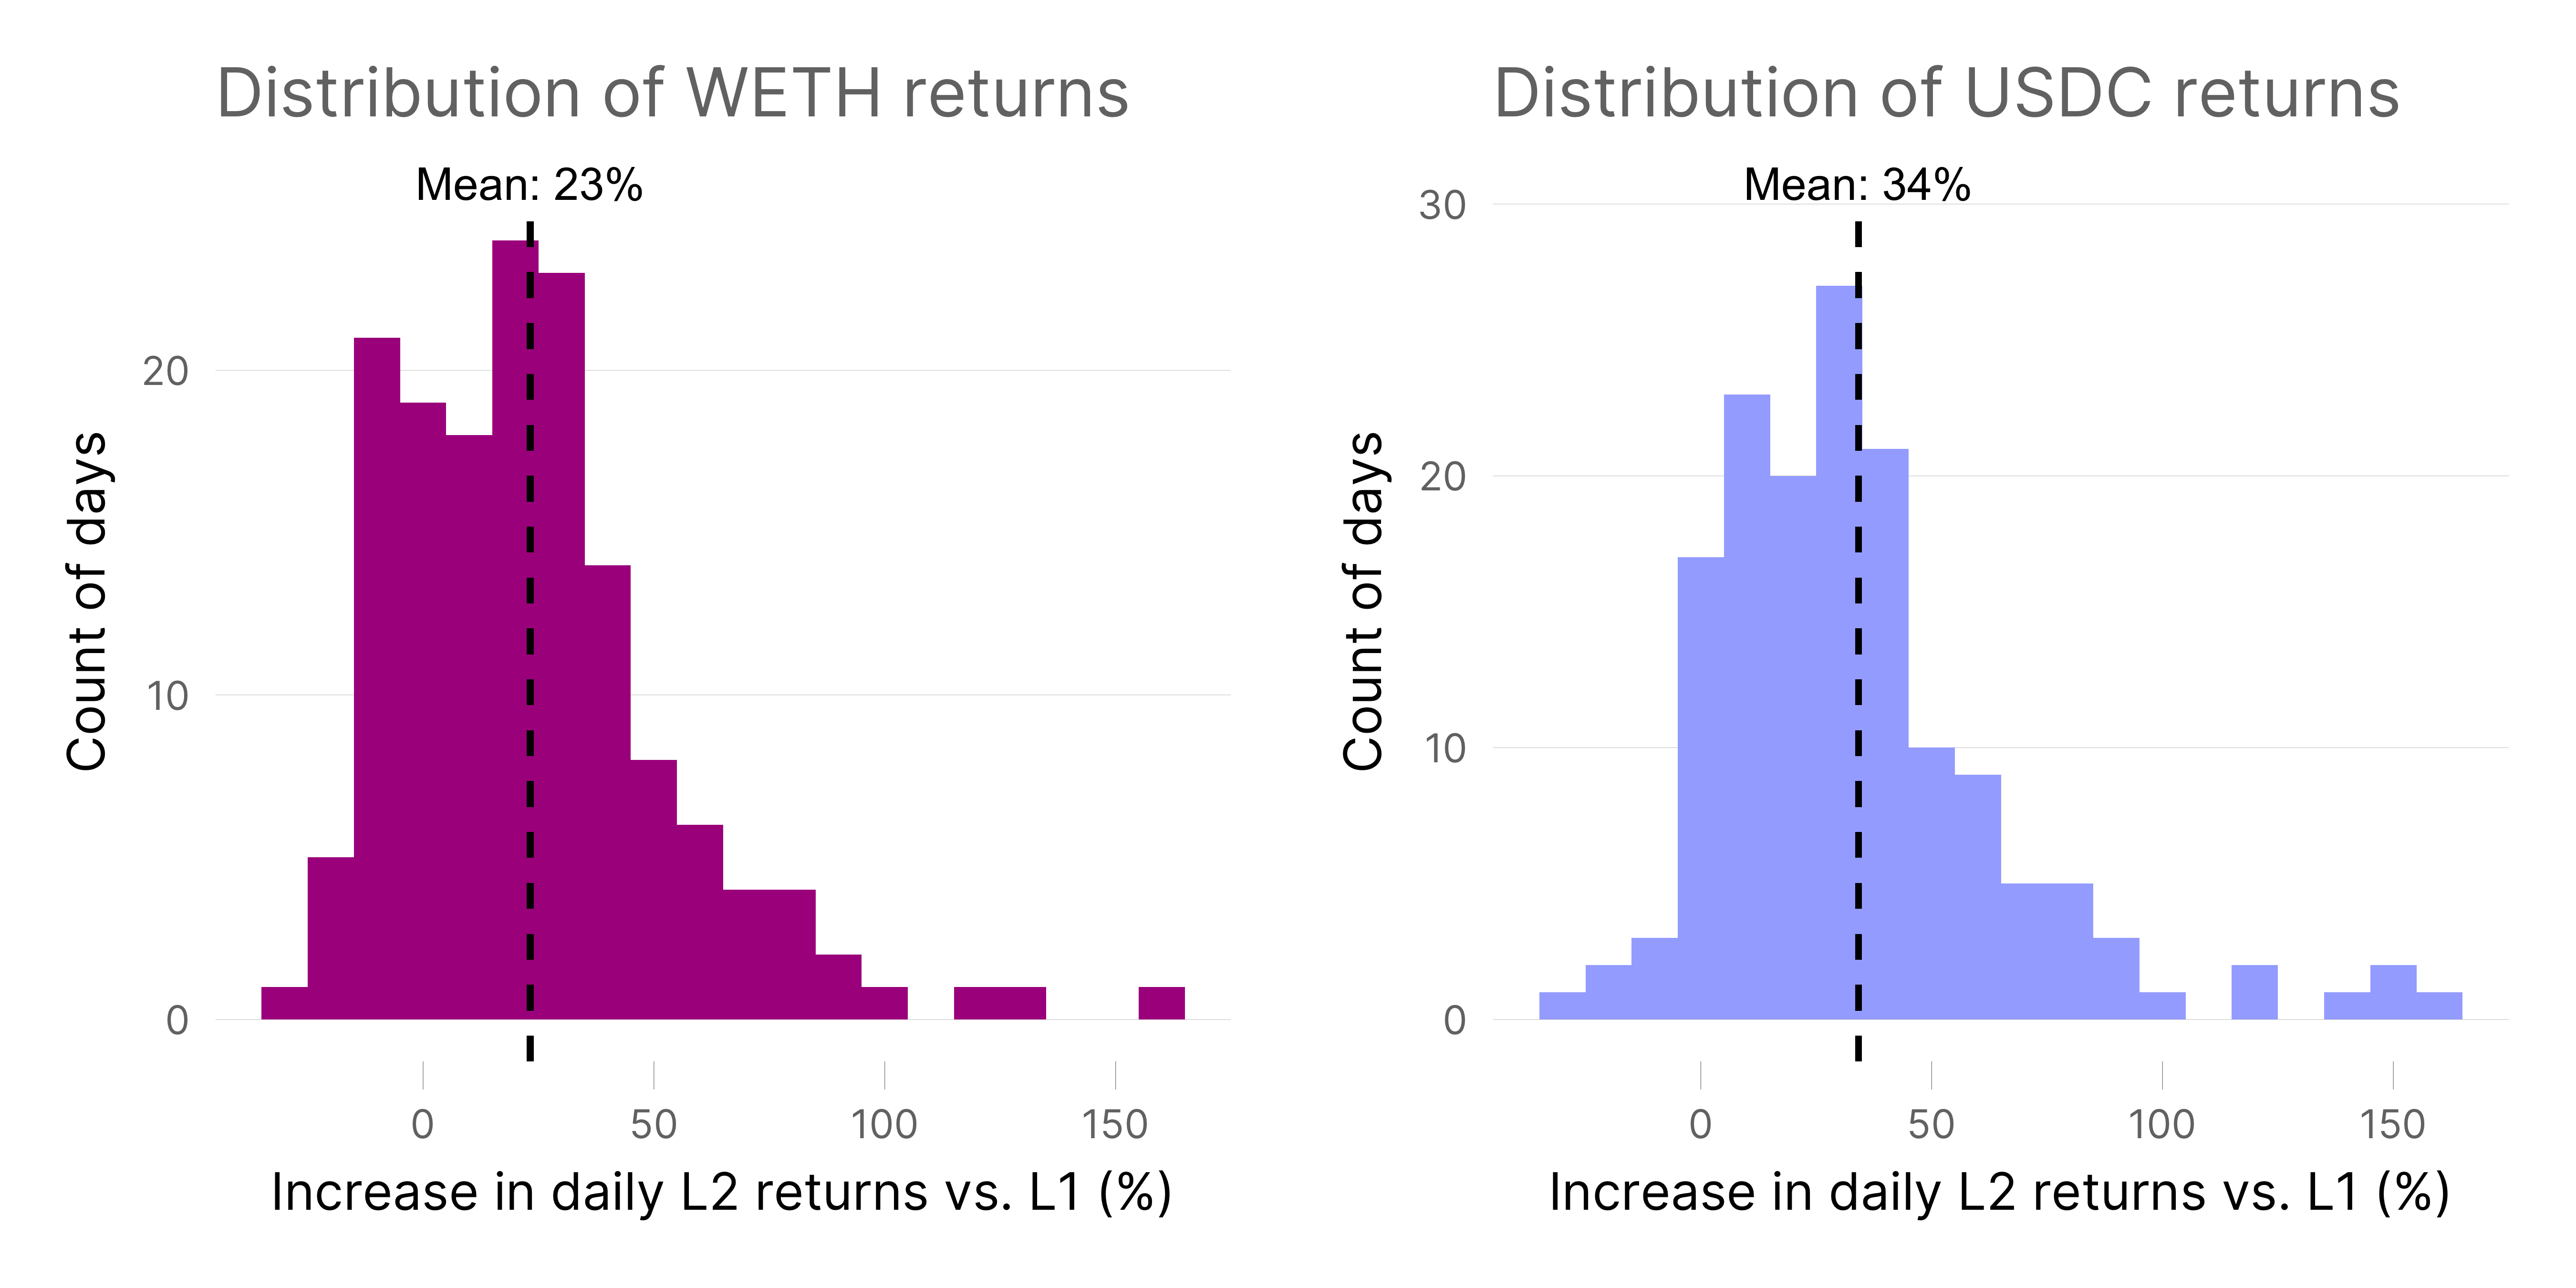 Distribution of WETH returns
Mean: 23%
Count of days
20
10
0
0 50 100 150
Increase in daily L2 returns vs. L1 (%)
Distribution of USDC returns
Mean: 34%
Count of days
30
20
10
0
0 50 100 150
Increase in daily L2 returns vs. L1 (%)